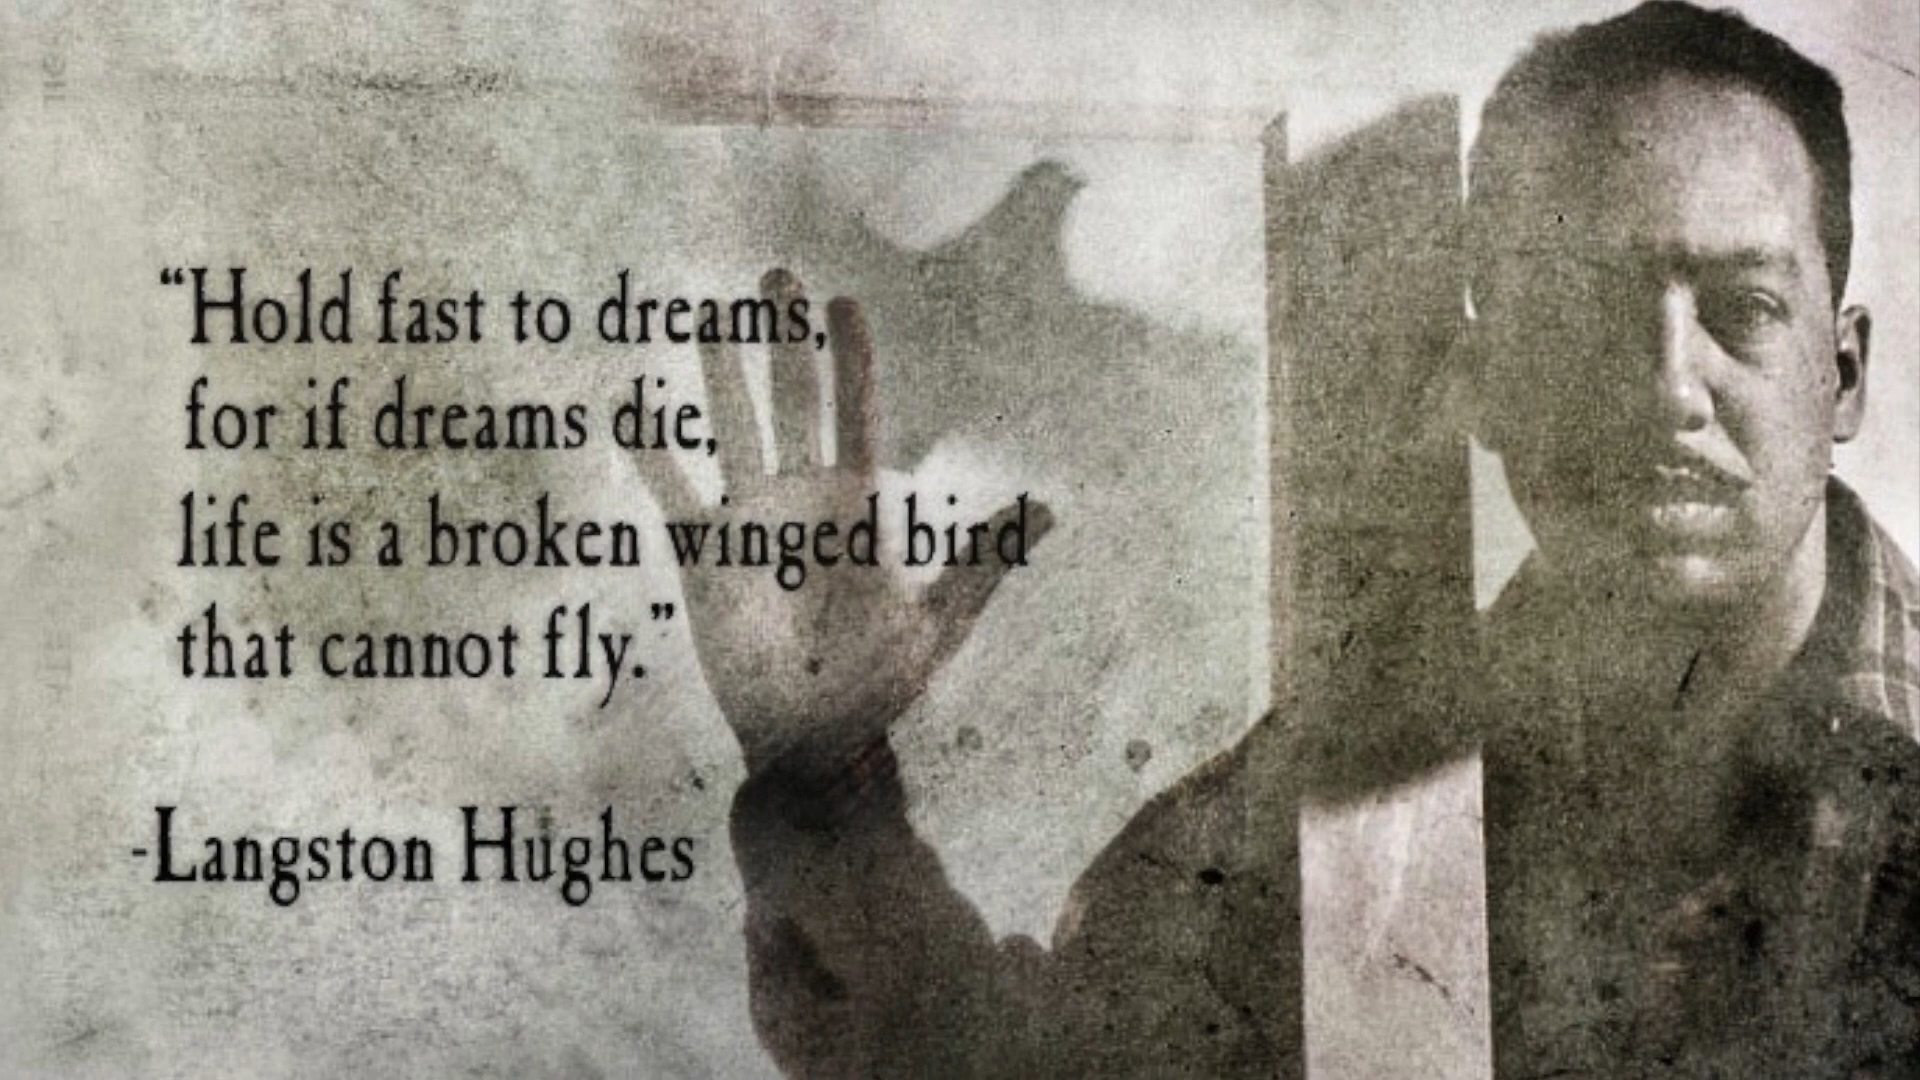 “Hold fast to dreams,
for if dreams die,
life is a broken winged bird
that cannot fly.”
-Langston Hughes